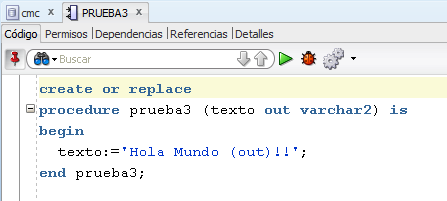 cmc PRUEBA3
Código Permisos Dependencias Referencias Detalles
Buscar
create or replace
procedure prueba3 (texto out varchar2) is
begin
texto:='Hola Mundo (out)!!';
end prueba3;